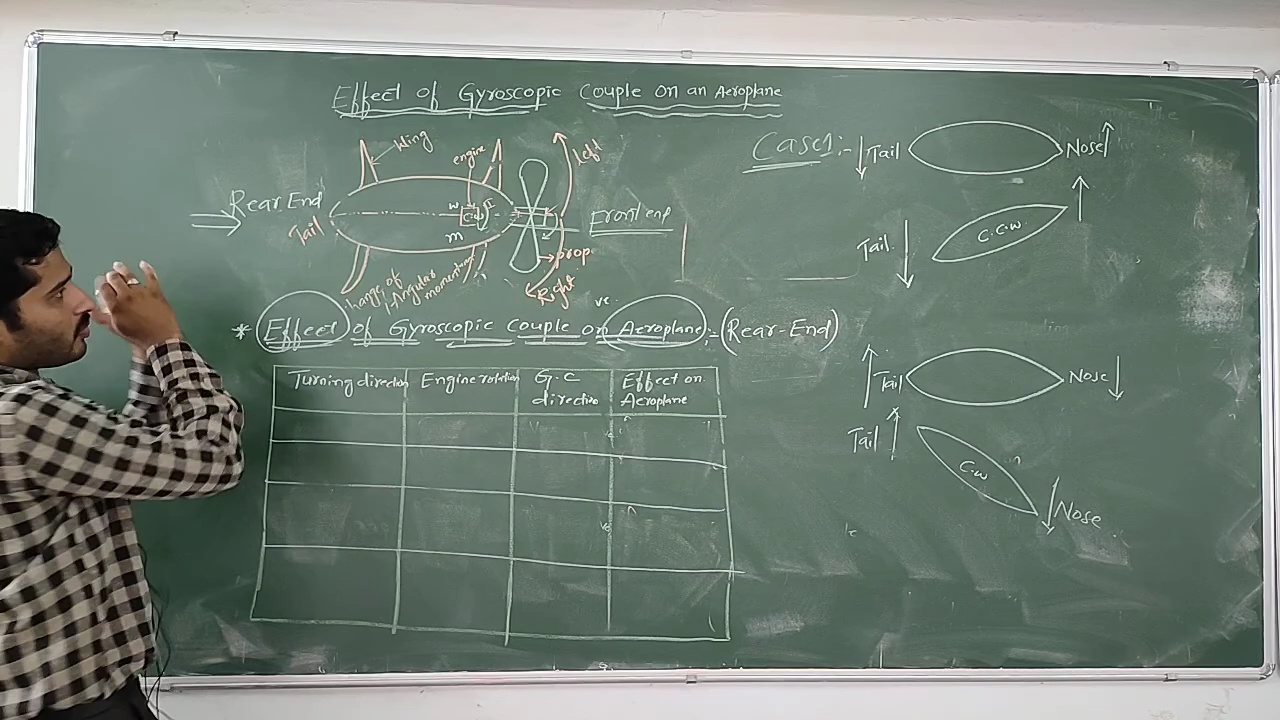 Effect of Gyroscopic Couple on an Aeroplane
Wing
engine
left
Rear End
Tail
w
I
m
Front end
prop.
Right
change of
Angular
momentum
ve.
* Effect of Gyroscopic Couple on Aeroplane:- (Rear-End)
Turning direction Engine rotation G.C direction Effect on Aeroplane
Case1:-
Tail Nose
Tail C.C.W
Tail Nose
Tail C.W Nose